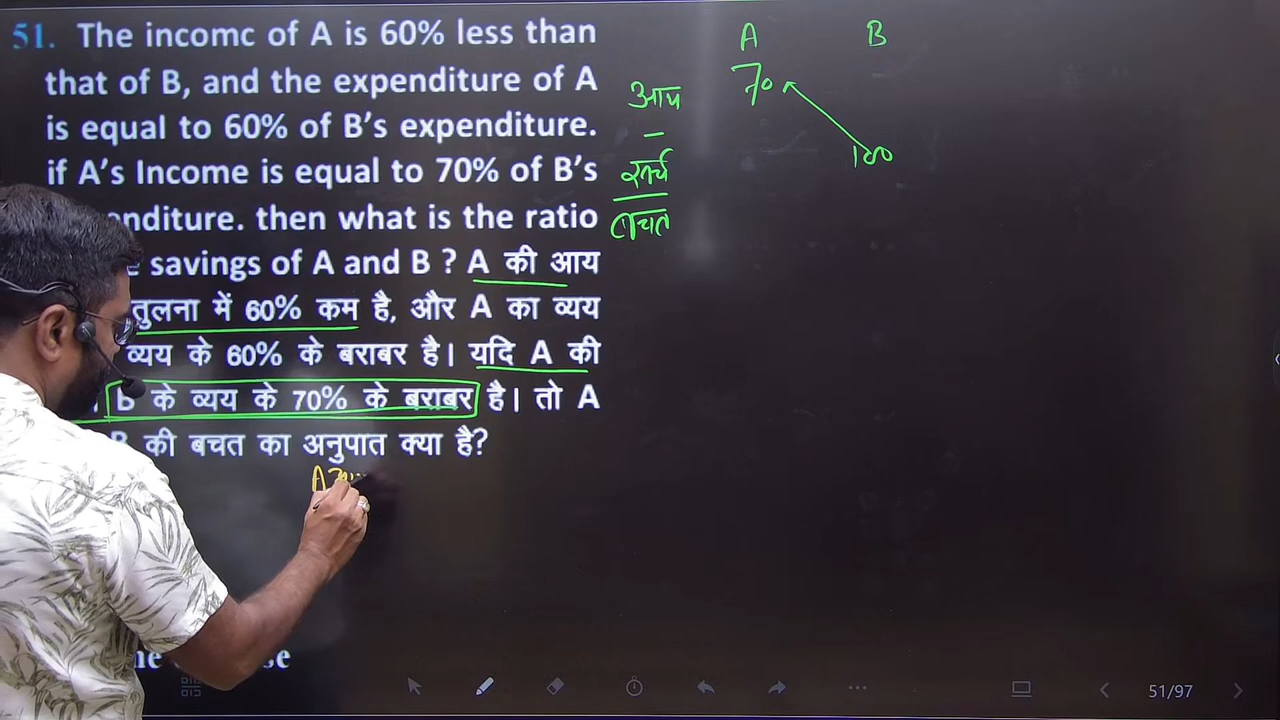 51. The incomc of A is 60% less than
that of B, and the expenditure of A
is equal to 60% of B's expenditure.
if A's Income is equal to 70% of B's
then what is the ratio
savings of A and B ? A की आय
तुलना में 60% कम है, और A का व्यय
व्यय के 60% के बराबर है। यदि A की
B के व्यय के 70% के बराबर है। तो A
B की बचत का अनुपात क्या है?
A
A B
आय 70
–
खर्च 100
बचत
51/97